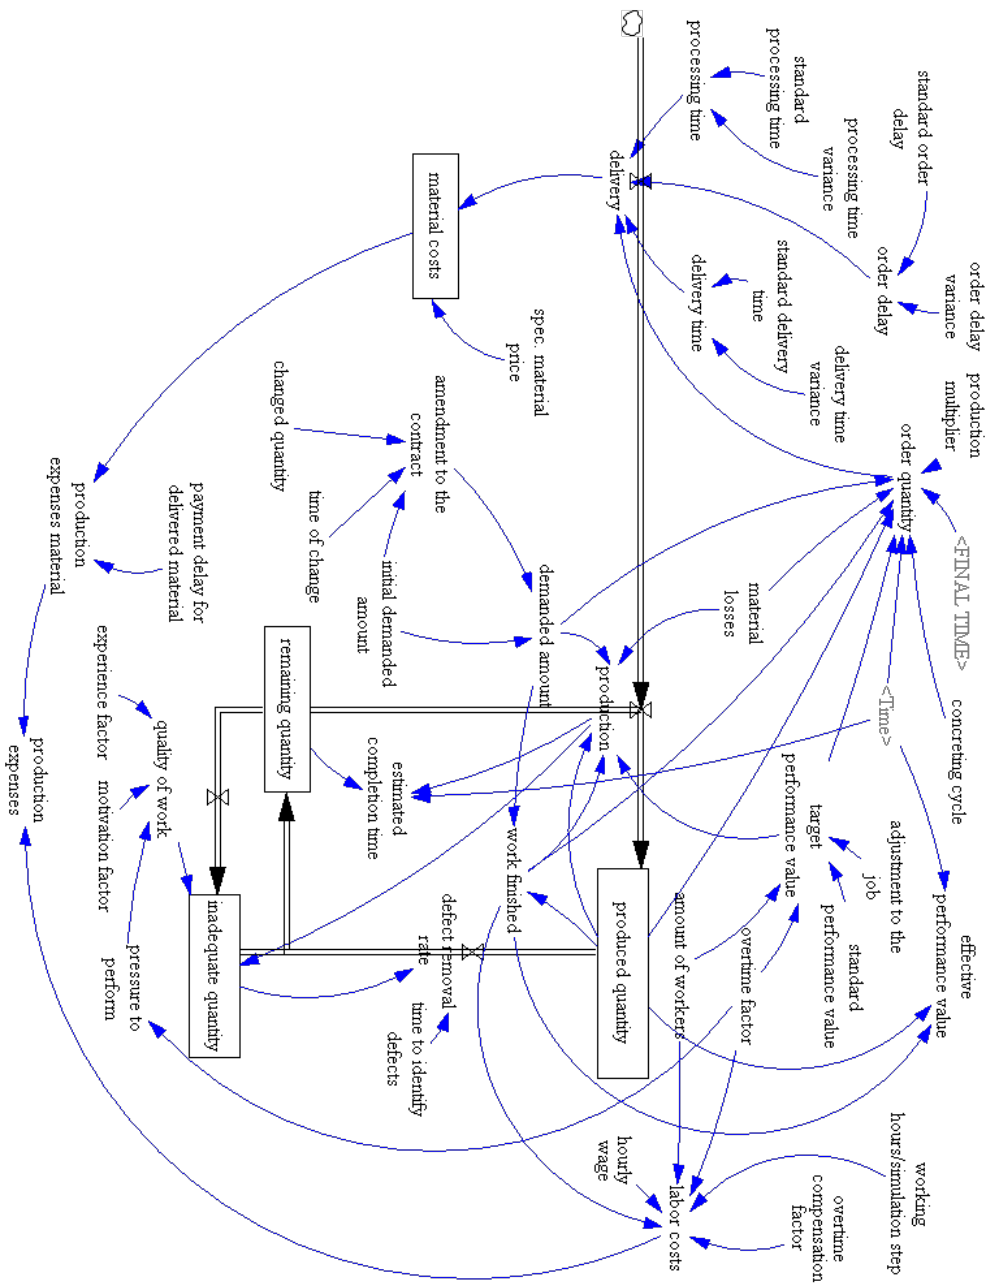 order delay
variance
standard order
delay
order delay
production
multiplier
<FINAL TIME>
order quantity
concreting cycle
<Time>
effective
performance value
adjustment to the
job
standard
performance value
target
performance value
working
hours/simulation step
overtime
compensation
factor
standard
processing time
processing time
variance
processing time
delivery time
variance
standard delivery
time
delivery time
material
losses
overtime factor
amount of workers
labor costs
hourly
wage
delivery
production
produced quantity
spec. material
price
demanded amount
work finished
material costs
amendment to the
contract
initial demanded
amount
time of change
changed quantity
estimated
completion time
defect removal
rate
time to identify
defects
remaining quantity
inadequate quantity
payment delay for
delivered material
quality of work
pressure to
perform
experience factor
motivation factor
production
expenses material
production
expenses